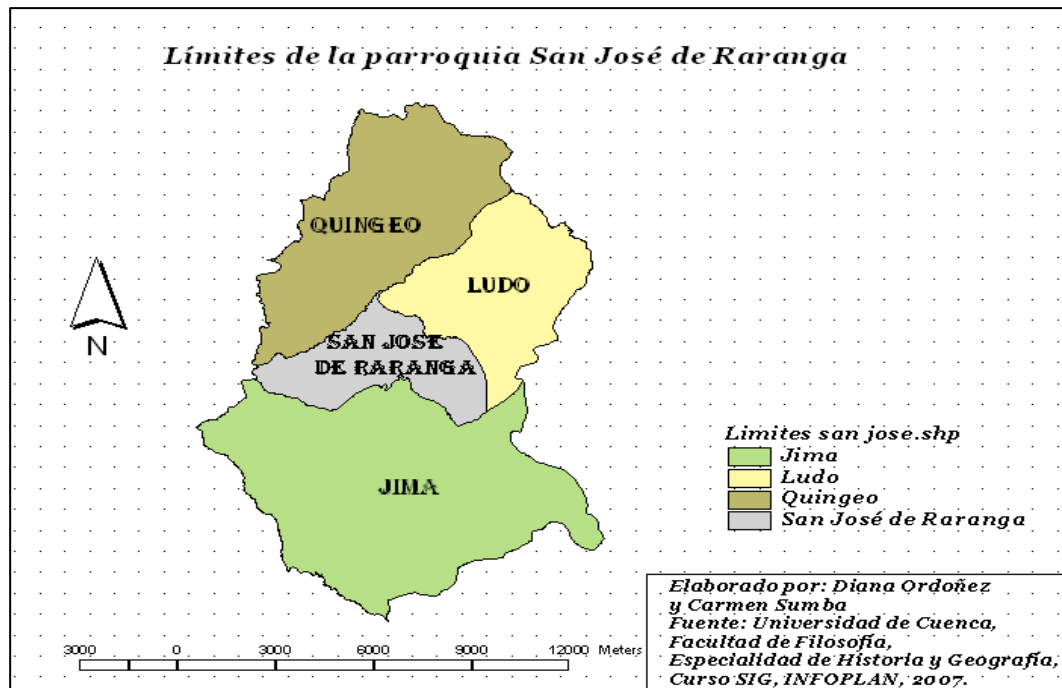 Límites de la parroquia San José de Raranga
QUINGEO
LUDO
SAN JOSE
DE RARANGA
N
JIMA
Limites san jose.shp
Jima
Ludo
Quingeo
San José de Raranga
3000 0 3000 6000 9000 12000 Meters
Elaborado por: Diana Ordoñez
y Carmen Sumba
Fuente: Universidad de Cuenca,
Facultad de Filosofía,
Especialidad de Historia y Geografía,
Curso SIG, INFOPLAN, 2007.